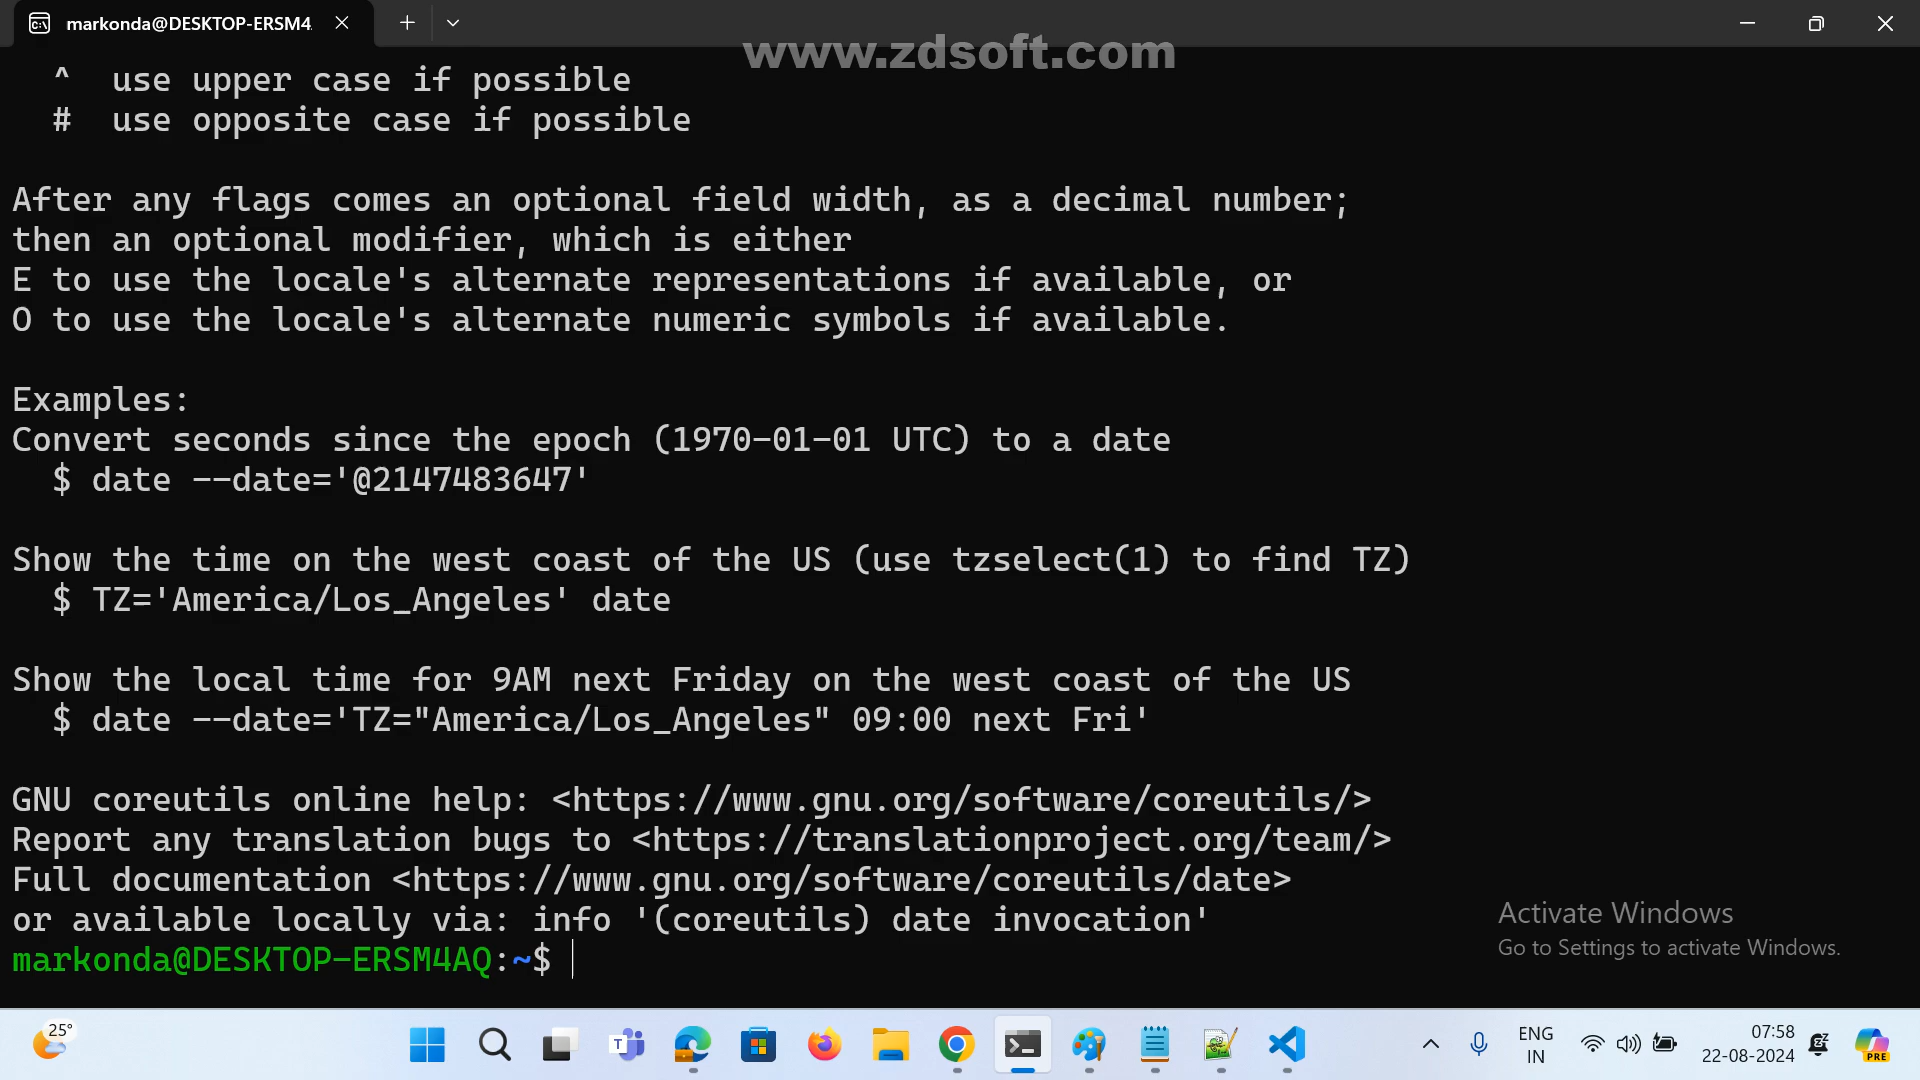 markonda@DESKTOP-ERSM4
www.zdsoft.com
^ use upper case if possible
# use opposite case if possible
After any flags comes an optional field width, as a decimal number;
then an optional modifier, which is either
E to use the locale's alternate representations if available, or
O to use the locale's alternate numeric symbols if available.
Examples:
Convert seconds since the epoch (1970-01-01 UTC) to a date
$ date --date='@2147483647'
Show the time on the west coast of the US (use tzselect(1) to find TZ)
$ TZ='America/Los_Angeles' date
Show the local time for 9AM next Friday on the west coast of the US
$ date --date='TZ="America/Los_Angeles" 09:00 next Fri'
GNU coreutils online help: <https://www.gnu.org/software/coreutils/>
Report any translation bugs to <https://translationproject.org/team/>
Full documentation <https://www.gnu.org/software/coreutils/date>
or available locally via: info '(coreutils) date invocation'
markonda@DESKTOP-ERSM4AQ:~$
Activate Windows
Go to Settings to activate Windows.
25°
ENG
IN
07:58
22-08-2024
PRE